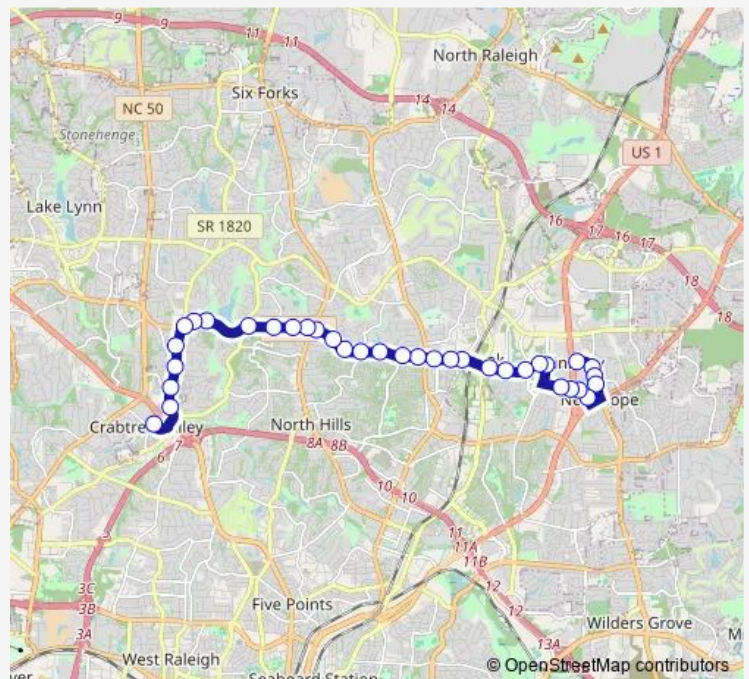 9
9
11
11
North Raleigh
Six Forks
14
14
NC 50
Stonehenge
US 1
Lake Lynn
SR 1820
16
17
16
17
18
18
North Hills
7
6
8A
8B
5
10
10
11
11A
11B
12
12
3C
3B
3A
13A
Five Points
Wilders Grove
West Raleigh
Seaboard Station
© OpenStreetMap contributors